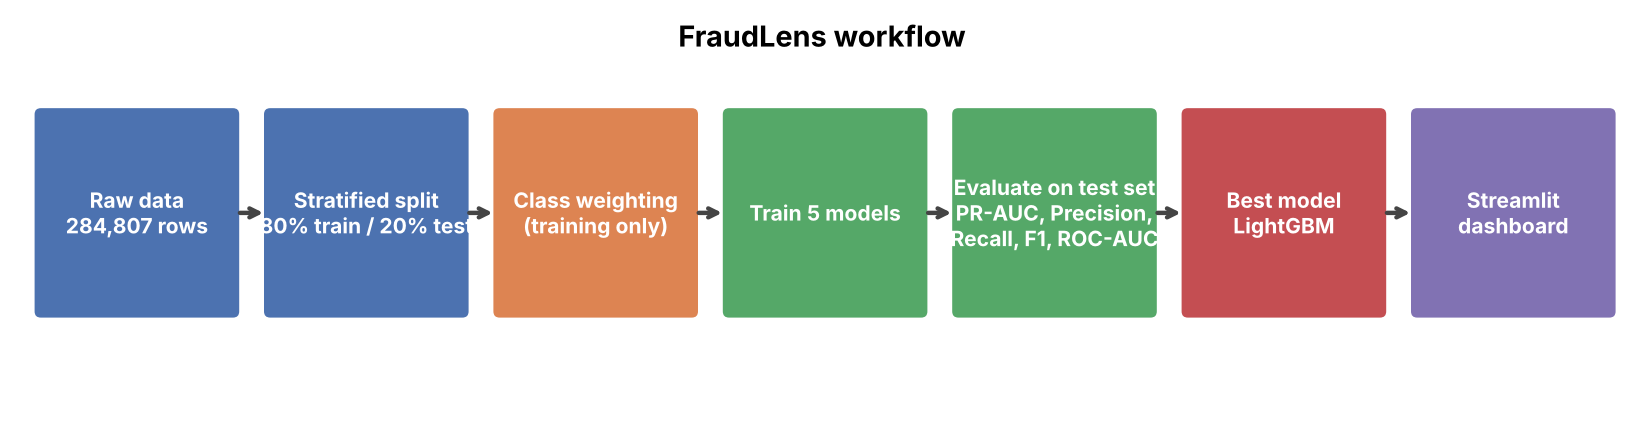 FraudLens workflow
Raw data
284,807 rows
Stratified split
80% train / 20% test
Class weighting
(training only)
Train 5 models
Evaluate on test set
PR-AUC, Precision,
Recall, F1, ROC-AUC
Best model
LightGBM
Streamlit
dashboard